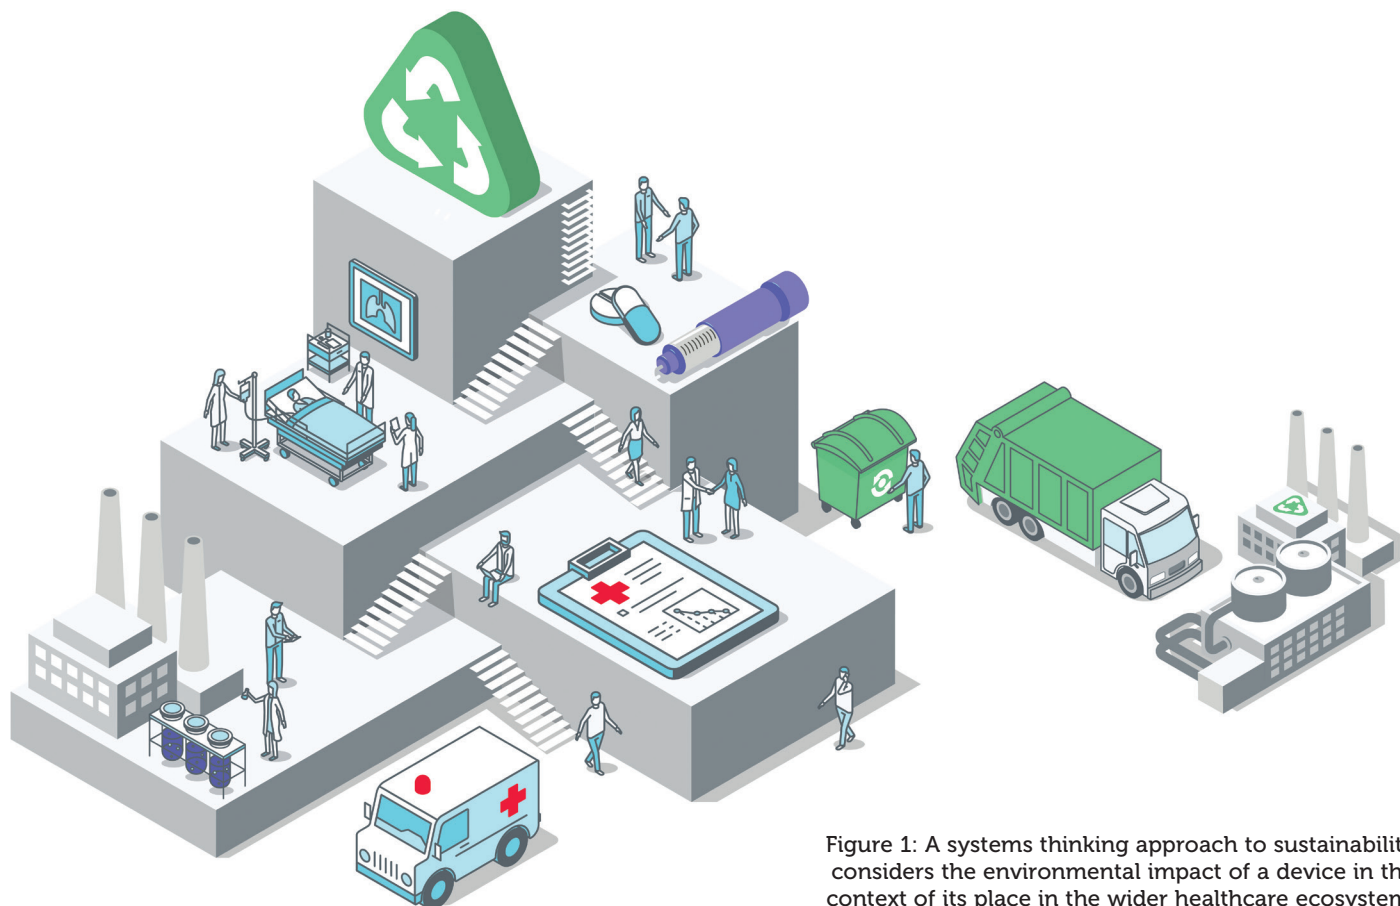 Figure 1: A systems thinking approach to sustainabilit
considers the environmental impact of a device in th
context of its place in the wider healthcare ecosystem